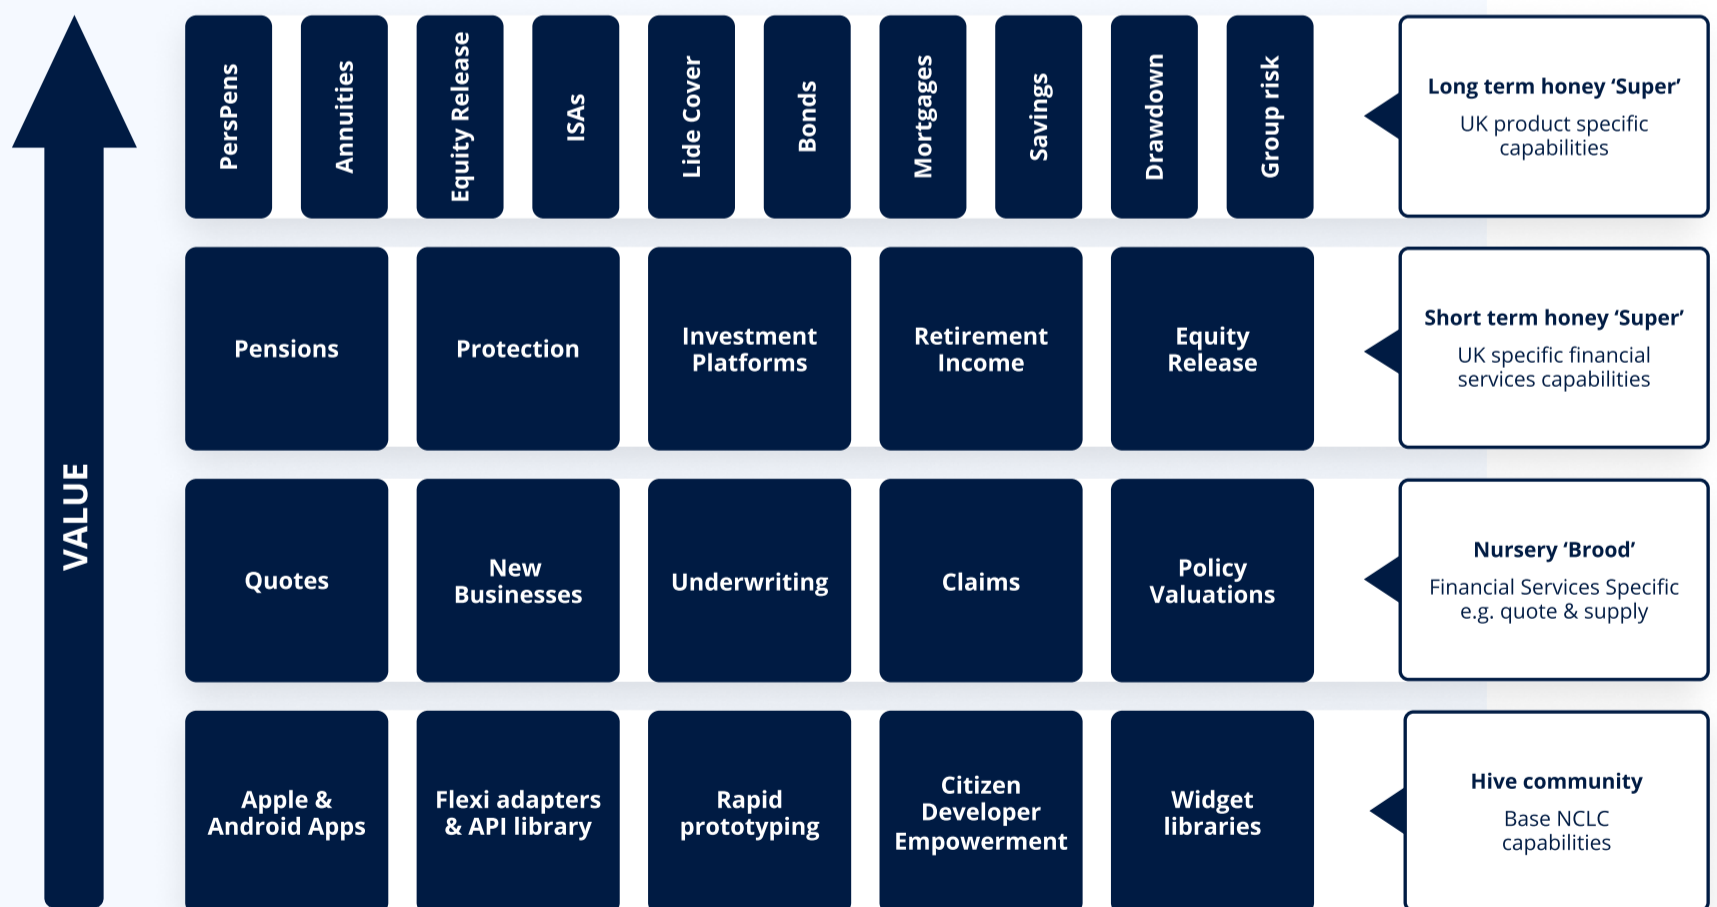 VALUE
PersPens
Annuities
Equity Release
ISAs
Lide Cover
Bonds
Mortgages
Savings
Drawdown
Group risk
Long term honey ‘Super’
UK product specific
capabilities
Pensions
Protection
Investment
Platforms
Retirement
Income
Equity
Release
Short term honey ‘Super’
UK specific financial
services capabilities
Quotes
New
Businesses
Underwriting
Claims
Policy
Valuations
Nursery ‘Brood’
Financial Services Specific
e.g. quote & supply
Apple &
Android Apps
Flexi adapters
& API library
Rapid
prototyping
Citizen
Developer
Empowerment
Widget
libraries
Hive community
Base NCLC
capabilities